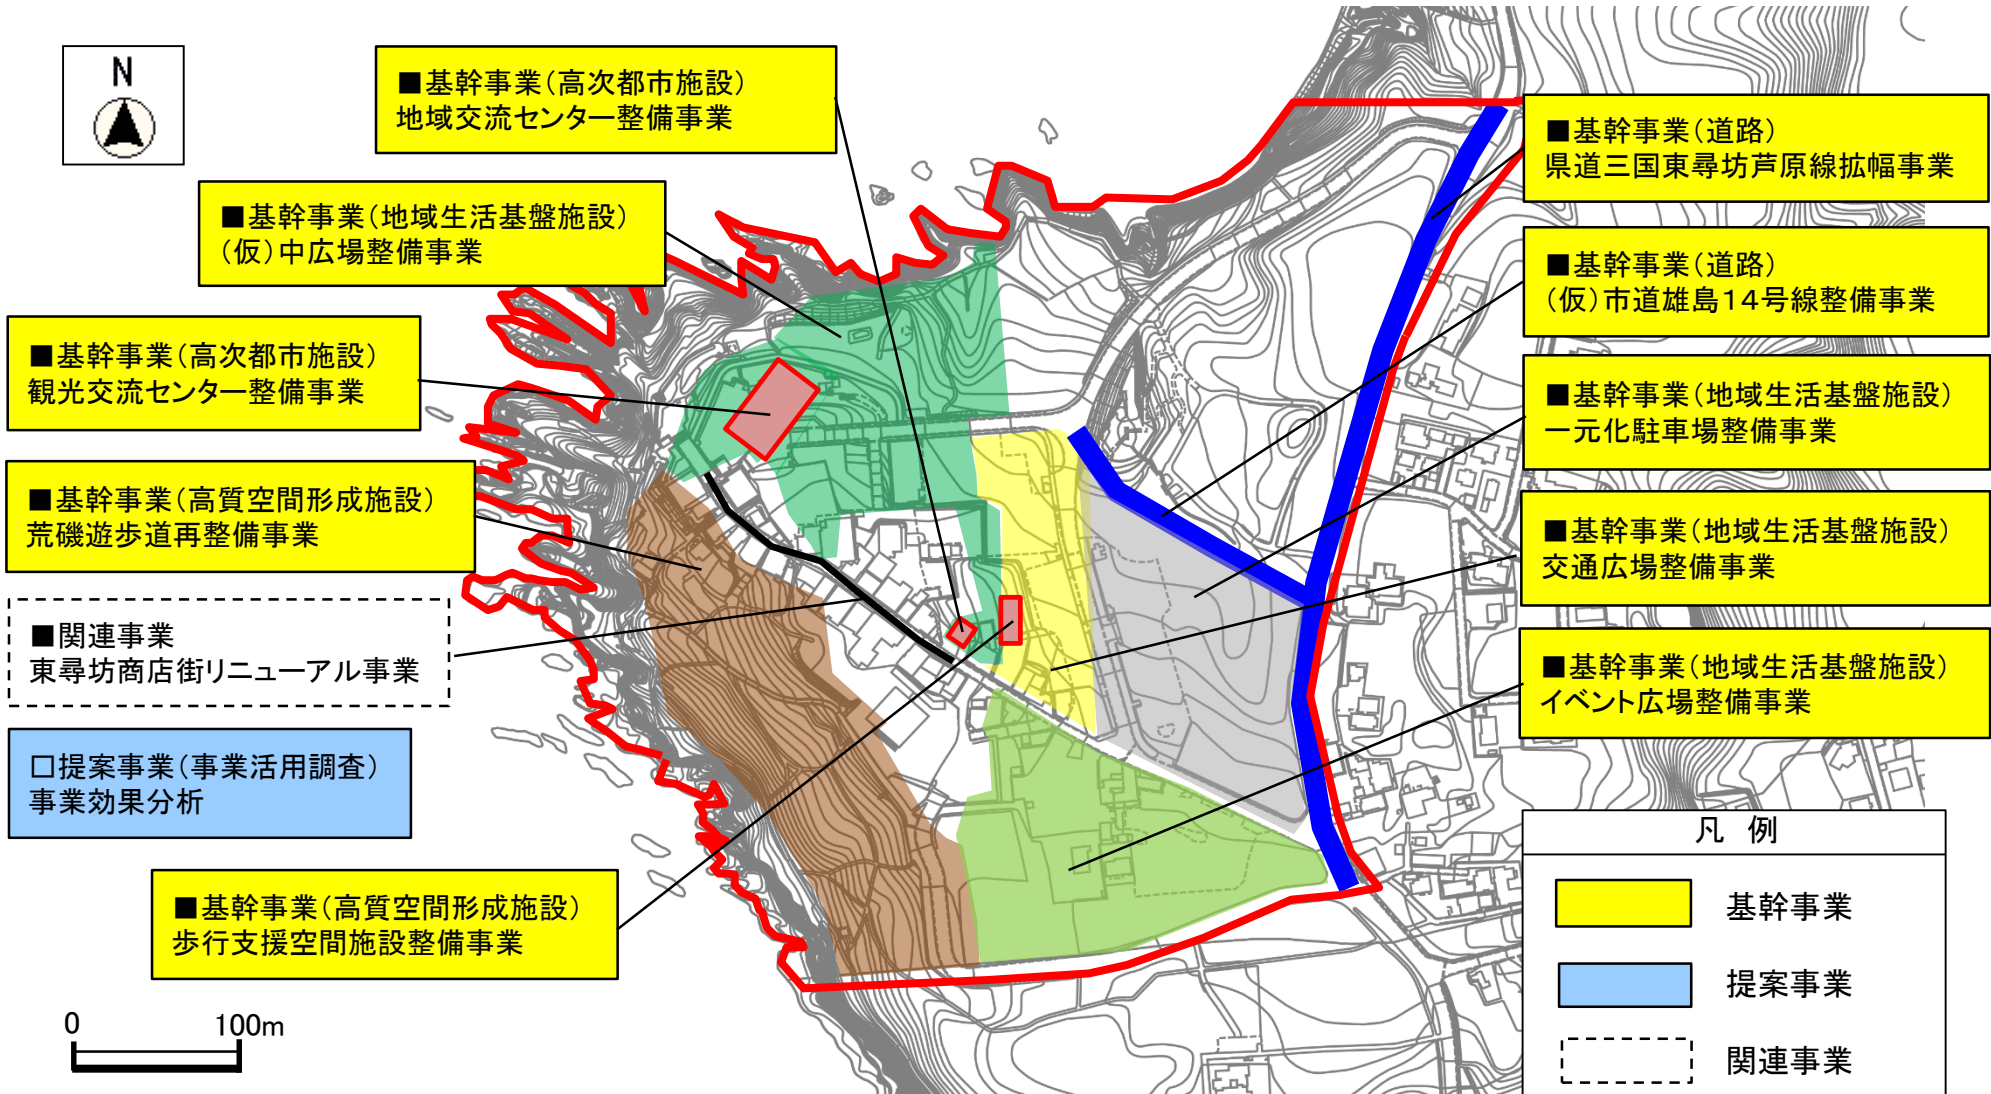 N
■基幹事業(高次都市施設)
地域交流センター整備事業
■基幹事業(地域生活基盤施設)
(仮)中広場整備事業
■基幹事業(高次都市施設)
観光交流センター整備事業
■基幹事業(高質空間形成施設)
荒磯遊歩道再整備事業
■関連事業
東尋坊商店街リニューアル事業
□提案事業(事業活用調査)
事業効果分析
■基幹事業(高質空間形成施設)
歩行支援空間施設整備事業
0 100m
■基幹事業(道路)
県道三国東尋坊芦原線拡幅事業
■基幹事業(道路)
(仮)市道雄島14号線整備事業
■基幹事業(地域生活基盤施設)
一元化駐車場整備事業
■基幹事業(地域生活基盤施設)
交通広場整備事業
■基幹事業(地域生活基盤施設)
イベント広場整備事業
凡 例
基幹事業
提案事業
関連事業